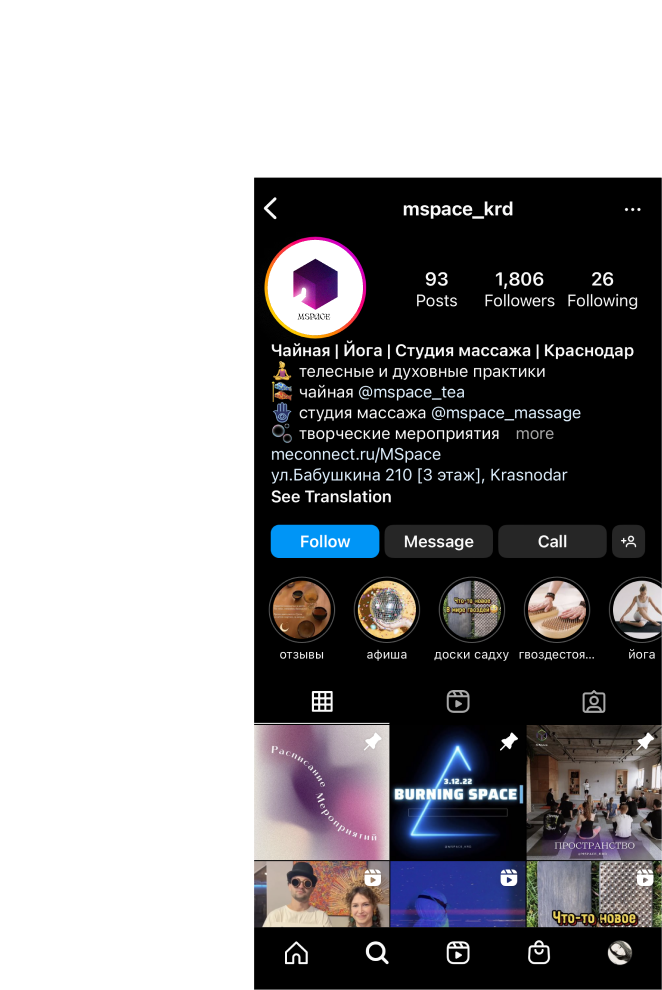 mspace_krd
MSPACE
93
Posts
1,806
Followers
26
Following
Чайная | Йога | Студия массажа | Краснодар
телесные и духовные практики
чайная @mspace_tea
студия массажа @mspace_massage
творческие мероприятия more
meconnect.ru/MSpace
ул.Бабушкина 210 [3 этаж], Krasnodar
See Translation
Follow
Message
Call
Что-то новое
В мире гвоздей
отзывы
афиша
доски садху
гвоздестоя...
йога
Расписание Мероприятий
3.12.22
BURNING SPACE
ПРОСТРАНСТВО
Что-то новое